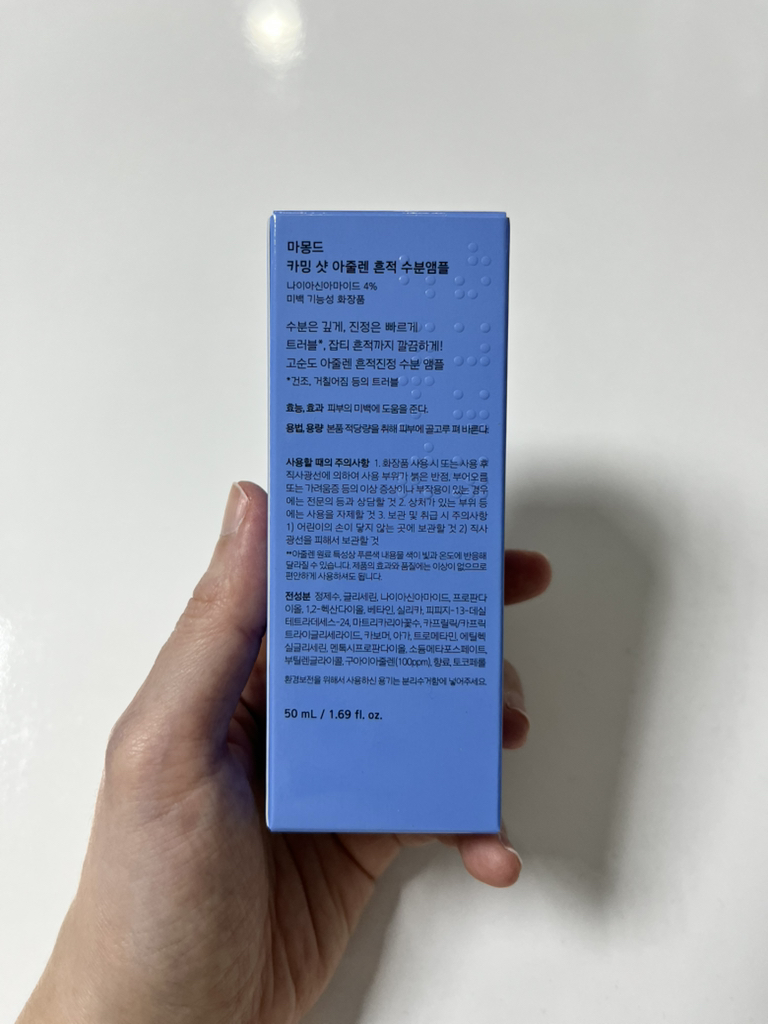 마몽드
카밍 샷 아줄렌 흔적 수분앰플
나이아신아마이드 4%
미백 기능성 화장품
수분은 깊게, 진정은 빠르게
트러블*, 잡티 흔적까지 깔끔하게!
고순도 아줄렌 흔적진정 수분 앰플
*건조, 거칠어짐 등의 트러블
효능, 효과 피부의 미백에 도움을 준다.
용법, 용량 본품 적당량을 취해 피부에 골고루 펴 바른다.
사용할 때의 주의사항 1. 화장품 사용 시 또는 사용 후
직사광선에 의하여 사용 부위가 붉은 반점, 부어오름
또는 가려움증 등의 이상 증상이나 부작용이 있는 경우
에는 전문의 등과 상담할 것 2. 상처가 있는 부위 등
에는 사용을 자제할 것 3. 보관 및 취급 시 주의사항
1) 어린이의 손이 닿지 않는 곳에 보관할 것 2) 직사
광선을 피해서 보관할 것
**아줄렌 원료 특성상 푸른색 내용물 색이 빛과 온도에 반응해
달라질 수 있습니다. 제품의 효과와 품질에는 이상이 없으므로
편안하게 사용하셔도 됩니다.
전성분 정제수, 글리세린, 나이아신아마이드, 프로판다
이올, 1,2-헥산다이올, 베타인, 실리카, 피피지-13-데실
테트라데세스-24, 마트리카리아꽃수, 카프릴릭/카프릭
트라이글리세라이드, 카보머, 아가, 트로메타민, 에틸헥
실글리세린, 멘톡시프로판다이올, 소듐메타포스페이트,
부틸렌글라이콜, 구아이아줄렌(100ppm), 향료, 토코페롤
환경보전을 위해서 사용하신 용기는 분리수거함에 넣어주세요.
50 mL / 1.69 fl. oz.